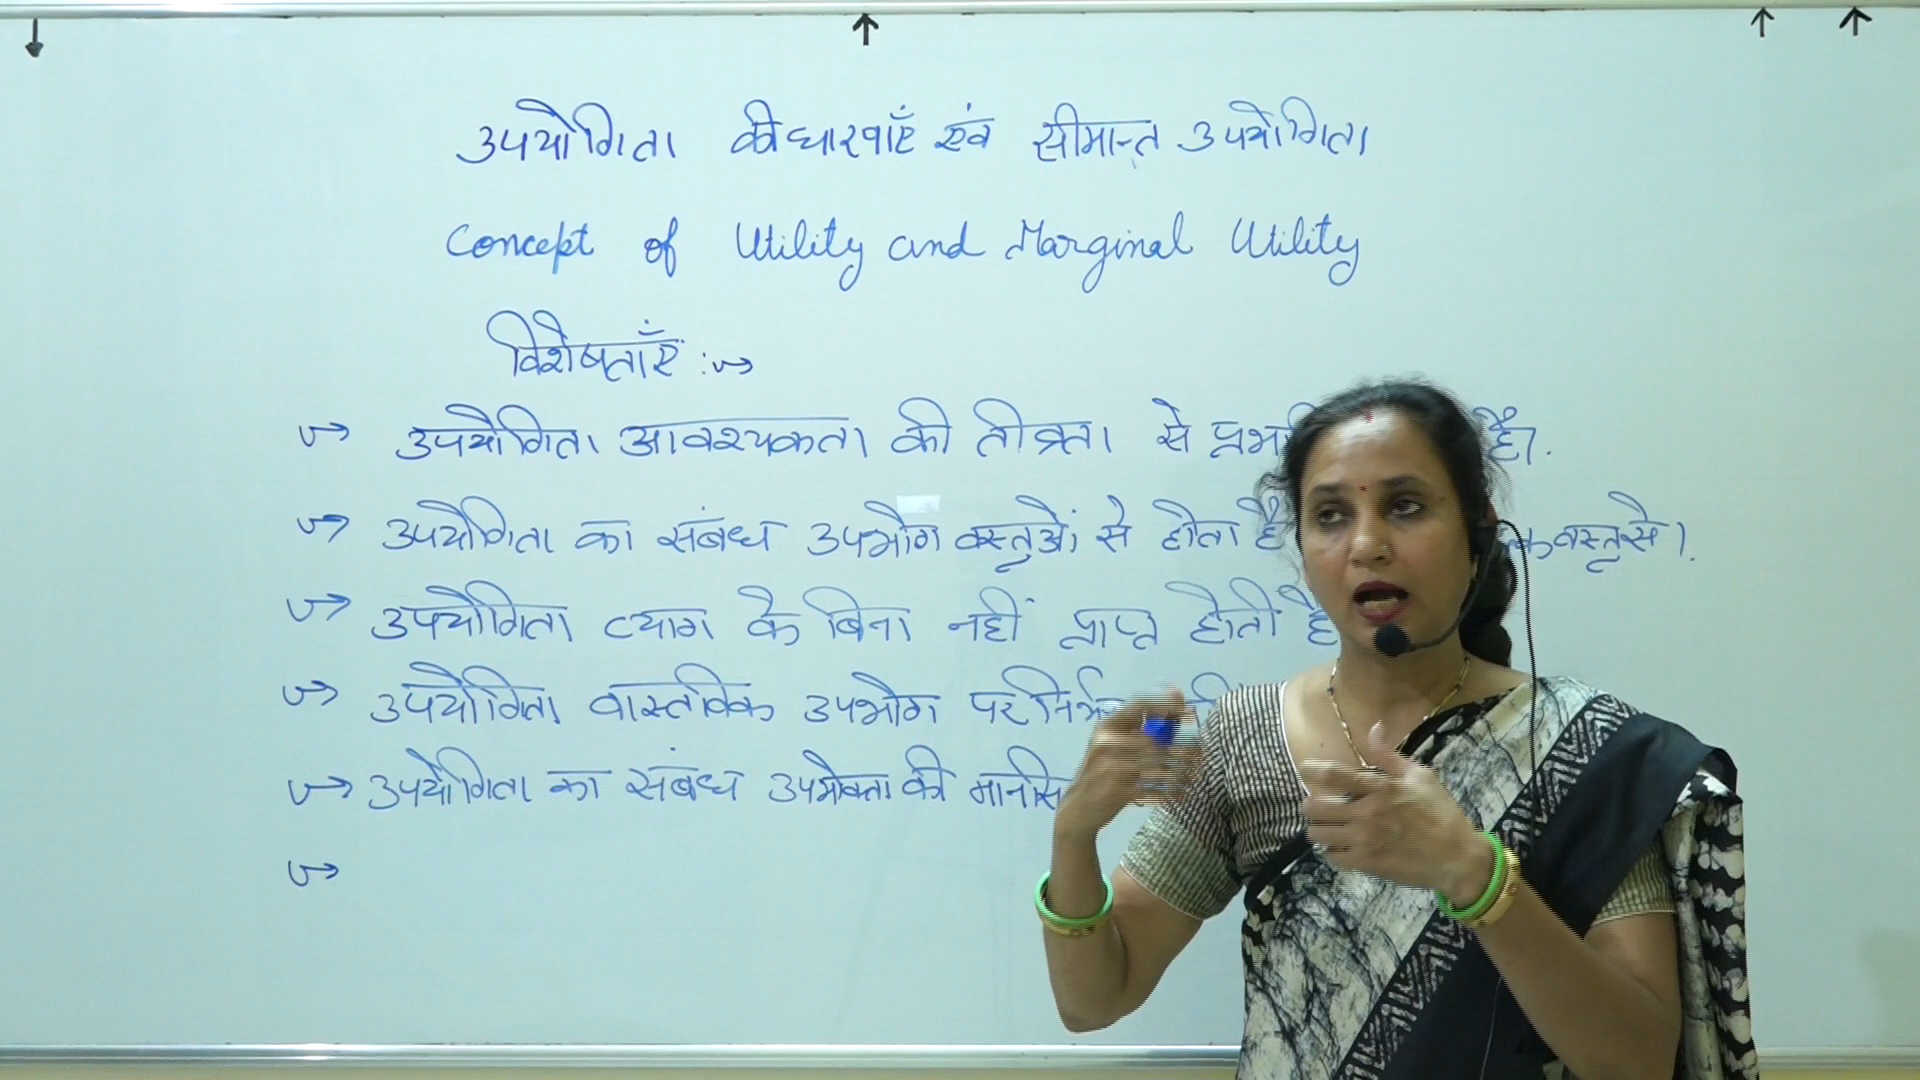 उपयोगिता की धारणाएँ एवं सीमान्त उपयोगिता
Concept of Utility and Marginal Utility
विशेषताएँ :→
→ उपयोगिता आवश्यकता की तीव्रता से है।
→ उपयोगिता का संबंध उपभोग वस्तुओं से होता है वस्तु से।
→ उपयोगिता त्याग के बिना नहीं प्राप्त होती है
→ उपयोगिता वास्तविक उपभोग पर
→ उपयोगिता का संबंध उपभोक्ता की
→